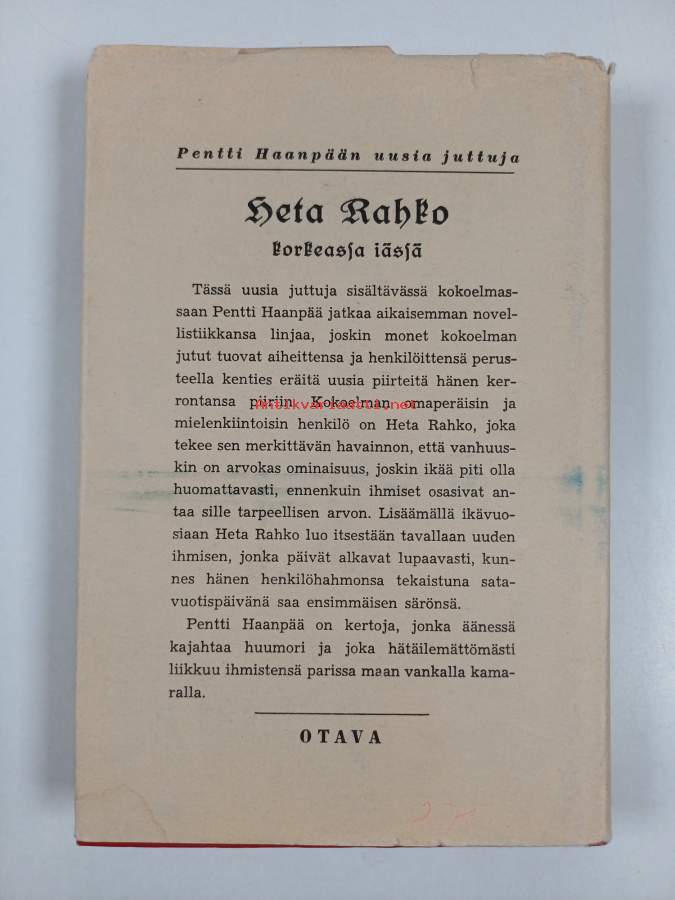 Pentti Haanpään uusia juttuja
Heta Rahko
korkeassa iässä
Tässä uusia juttuja sisältävässä kokoelmas-
saan Pentti Haanpää jatkaa aikaisemman novel-
listiikkansa linjaa, joskin monet kokoelman
jutut tuovat aiheittensa ja henkilöittensä perus-
teella kenties eräitä uusia piirteitä hänen ker-
rontansa piiriin. Kokoelman omaperäisin ja
Antikvariaatti.net
mielenkiintoisin henkilö on Heta Rahko, joka
tekee sen merkittävän havainnon, että vanhuus-
kin on arvokas ominaisuus, joskin ikää piti olla
huomattavasti, ennenkuin ihmiset osasivat an-
taa sille tarpeellisen arvon. Lisäämällä ikävuo-
siaan Heta Rahko luo itsestään tavallaan uuden
ihmisen, jonka päivät alkavat lupaavasti, kun-
nes hänen henkilöhahmonsa tekaistuna sata-
vuotispäivänä saa ensimmäisen särönsä.
Pentti Haanpää on kertoja, jonka äänessä
kajahtaa huumori ja joka hätäilemättömästi
liikkuu ihmistensä parissa maan vankalla kama-
ralla.
OTAVA